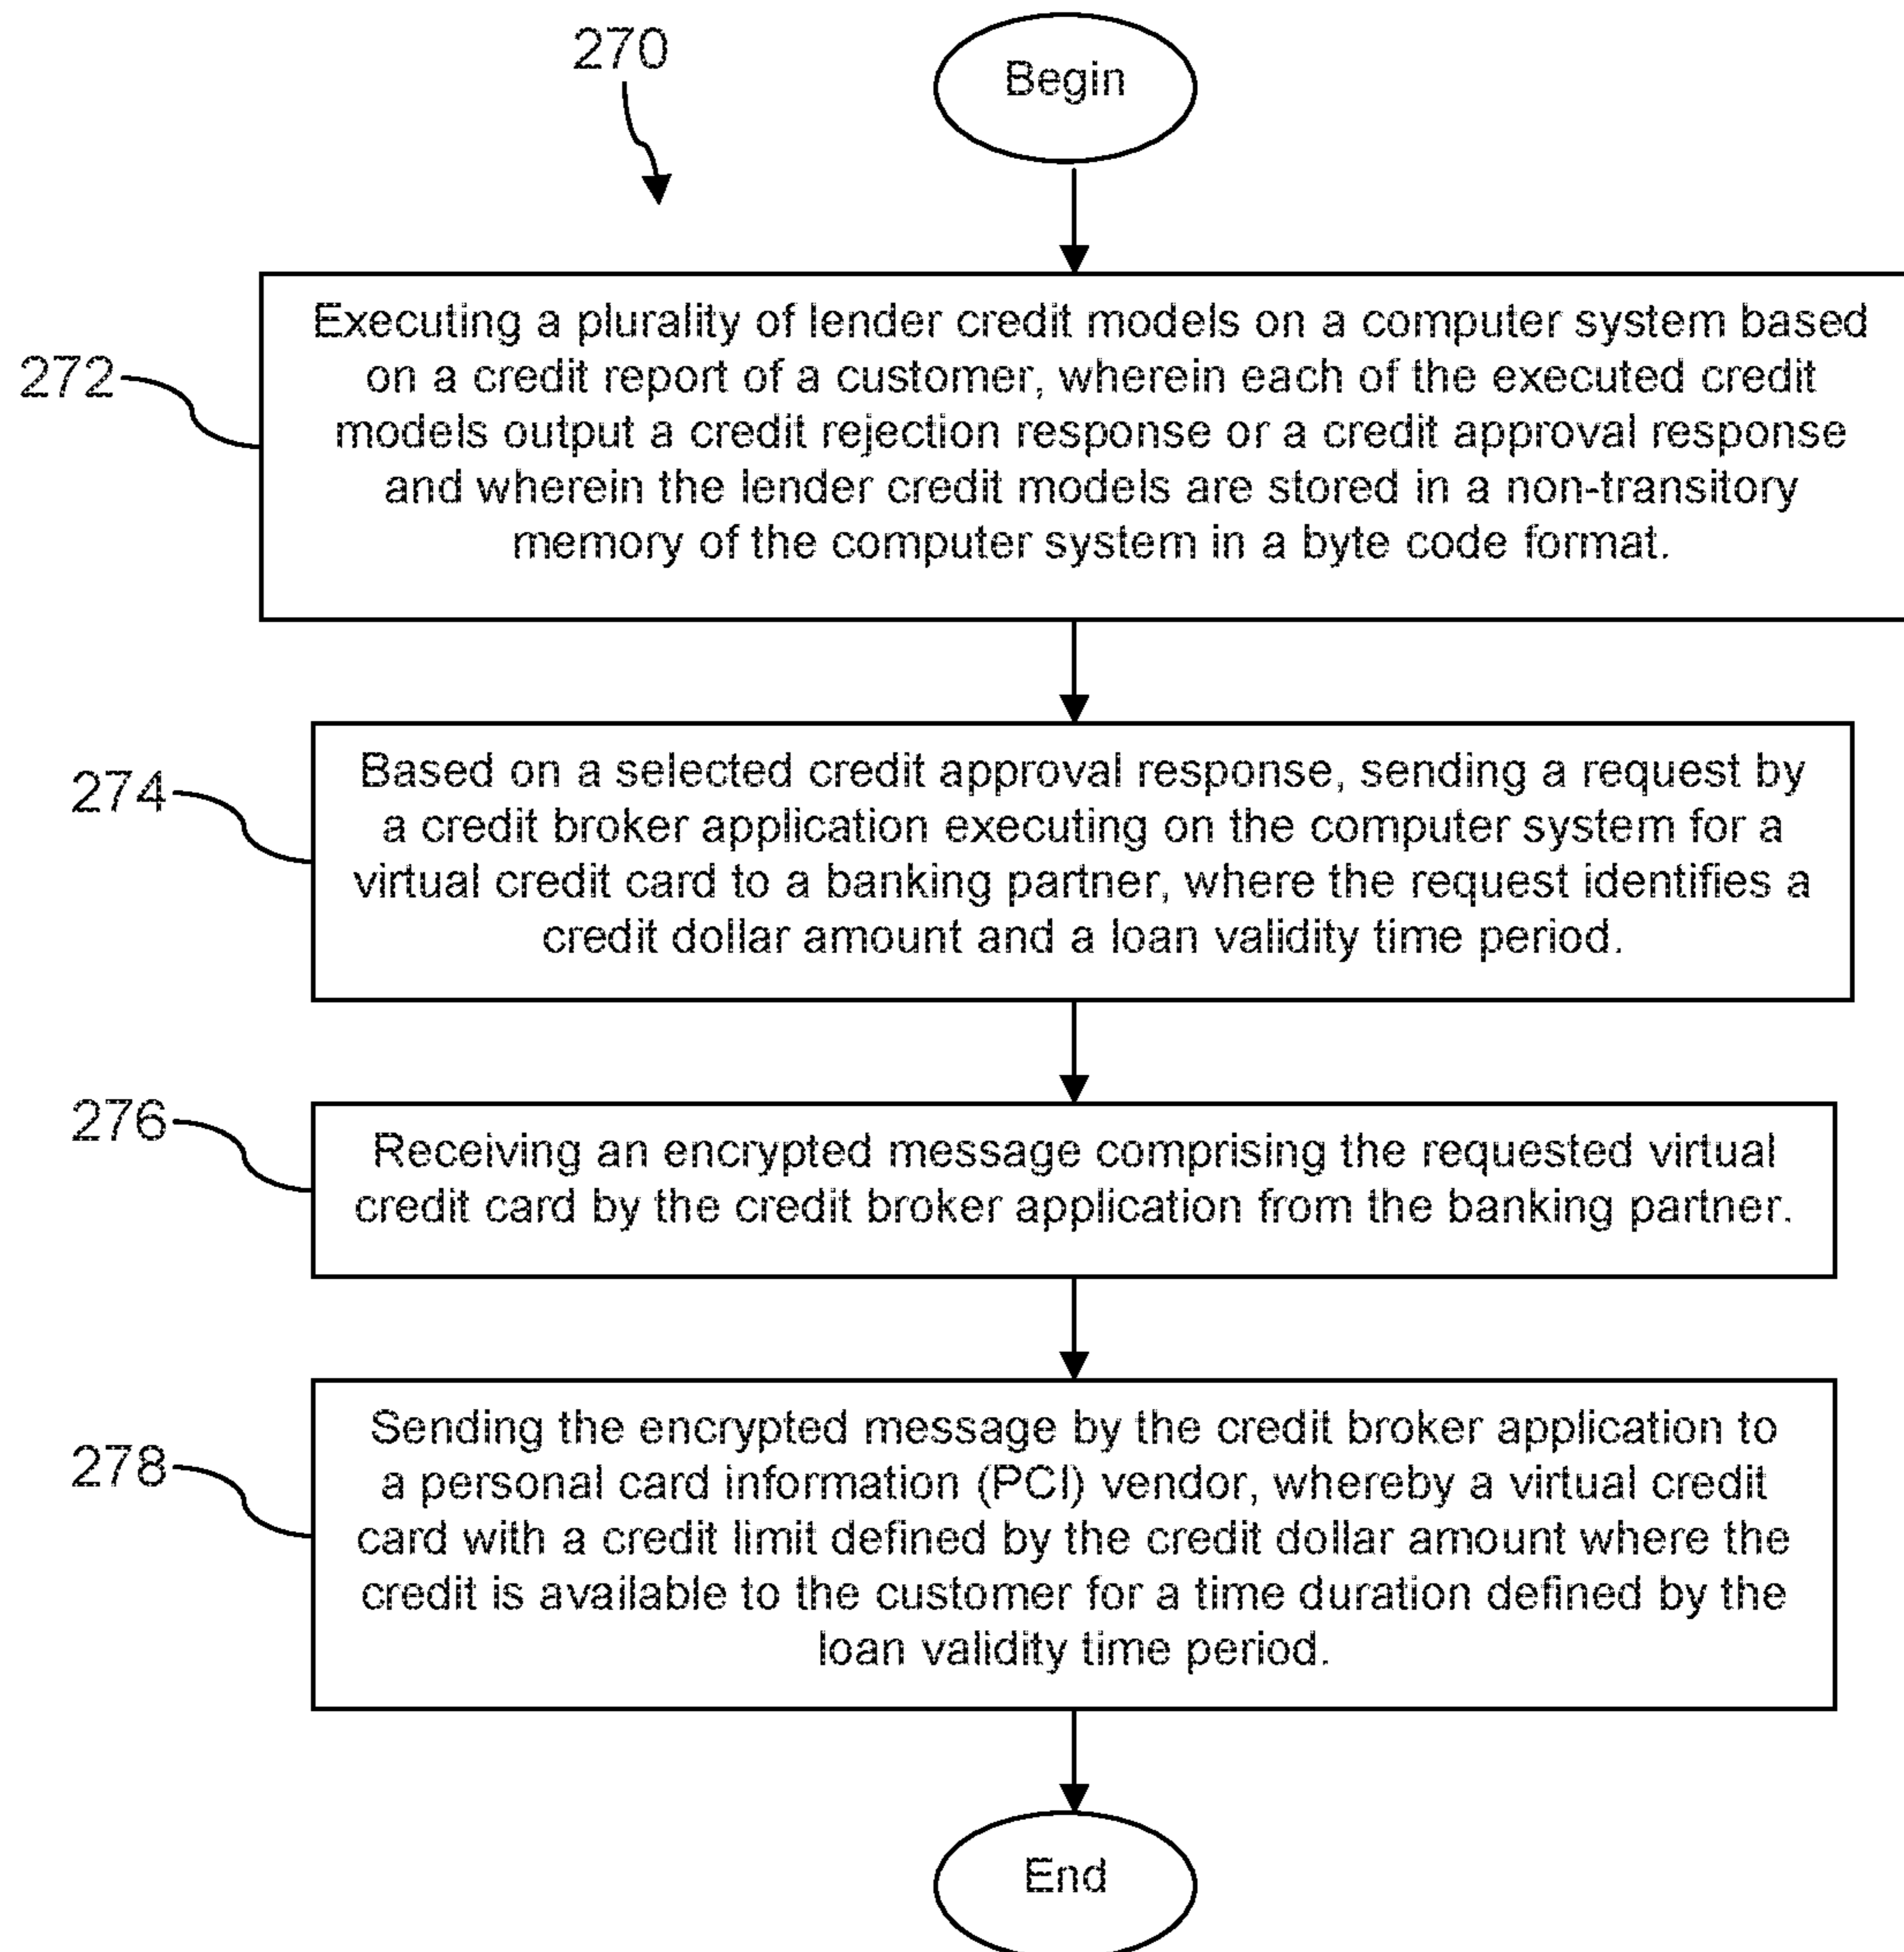 270
Begin
272
Executing a plurality of lender credit models on a computer system based
on a credit report of a customer, wherein each of the executed credit
models output a credit rejection response or a credit approval response
and wherein the lender credit models are stored in a non-transitory
memory of the computer system in a byte code format.
274
Based on a selected credit approval response, sending a request by
a credit broker application executing on the computer system for a
virtual credit card to a banking partner, where the request identifies a
credit dollar amount and a loan validity time period.
276
Receiving an encrypted message comprising the requested virtual
credit card by the credit broker application from the banking partner.
278
Sending the encrypted message by the credit broker application to
a personal card information (PCI) vendor, whereby a virtual credit
card with a credit limit defined by the credit dollar amount where the
credit is available to the customer for a time duration defined by the
loan validity time period.
End